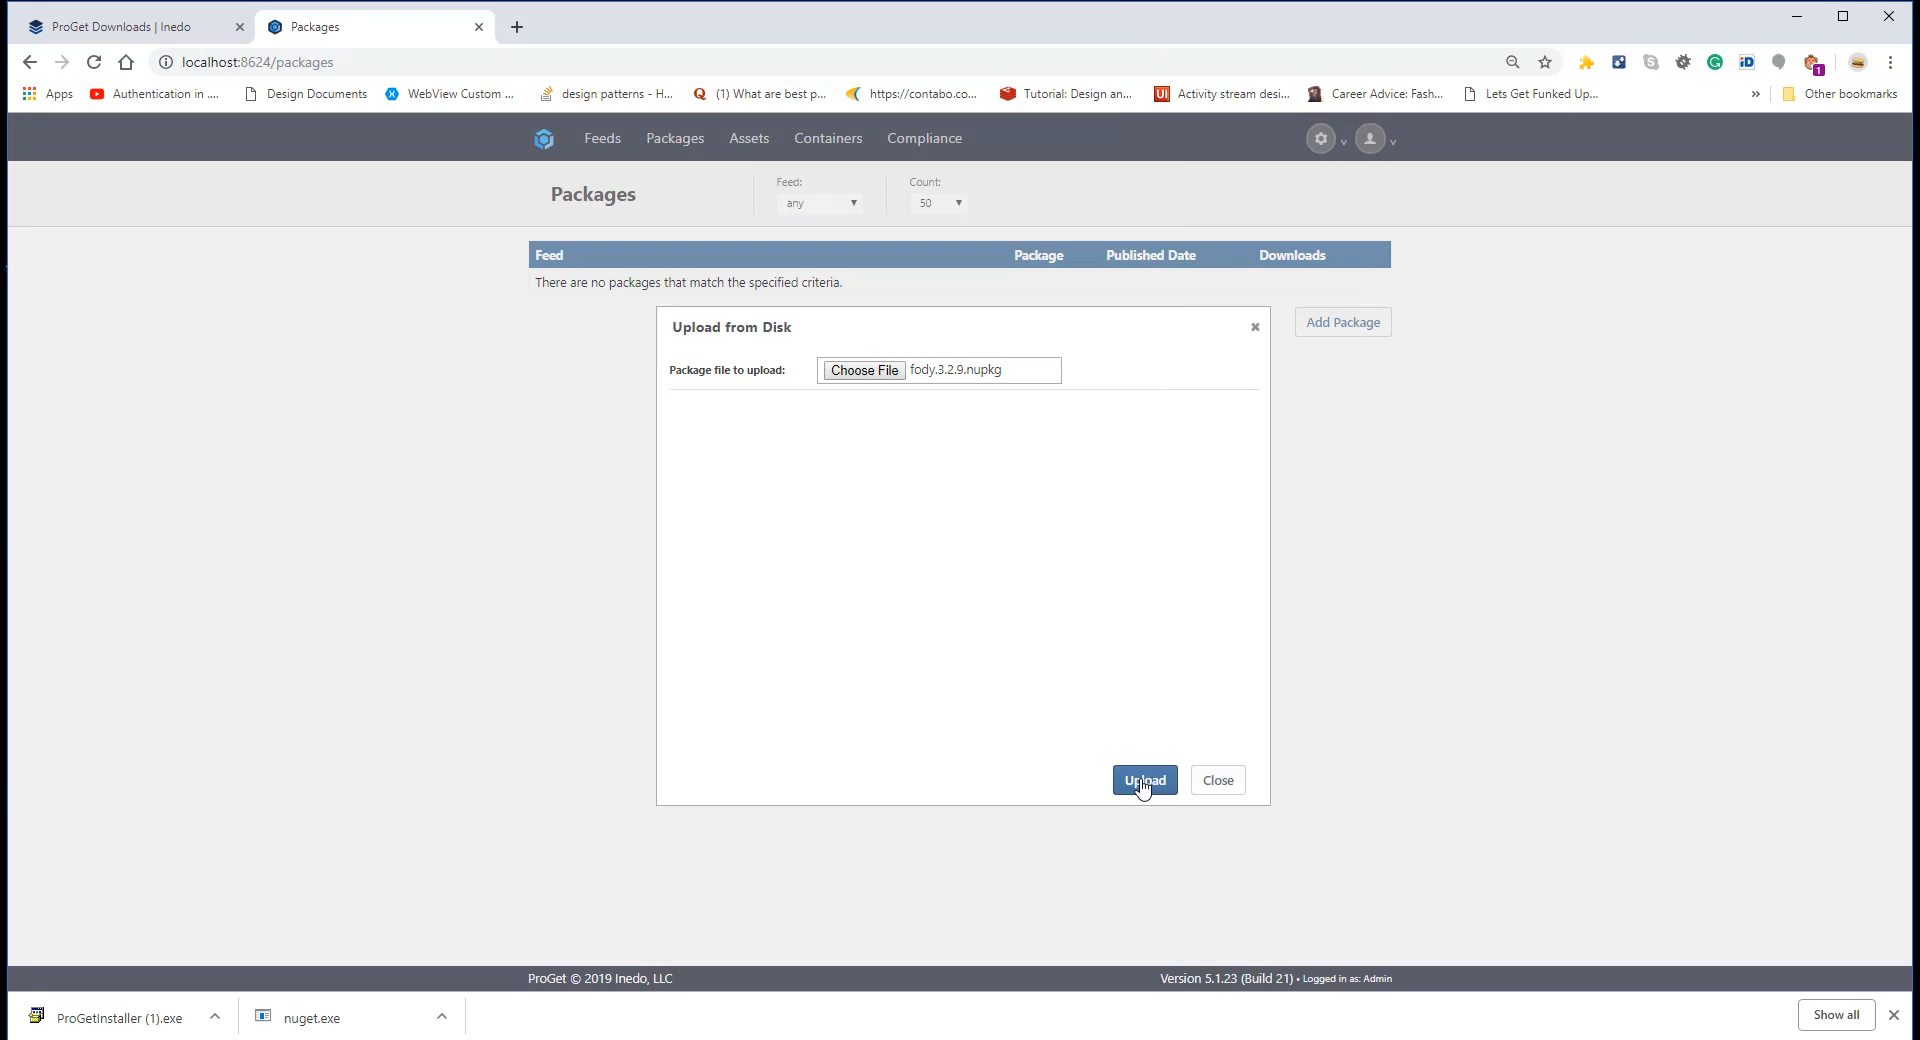 ProGet Downloads | Inedo
Packages
localhost:8624/packages
1
Apps
Authentication in ....
Design Documents
WebView Custom ...
design patterns - H...
(1) What are best p...
https://contabo.co...
Tutorial: Design an...
Activity stream desi...
Career Advice: Fash...
Lets Get Funked Up...
»
Other bookmarks
Feeds
Packages
Assets
Containers
Compliance
Packages
Feed:
any
Count:
50
Feed
Package
Published Date
Downloads
There are no packages that match the specified criteria.
Add Package
Upload from Disk
Package file to upload:
Choose File
fody.3.2.9.nupkg
Upload
Close
ProGet © 2019 Inedo, LLC
Version 5.1.23 (Build 21) • Logged in as: Admin
ProGetInstaller (1).exe
nuget.exe
Show all